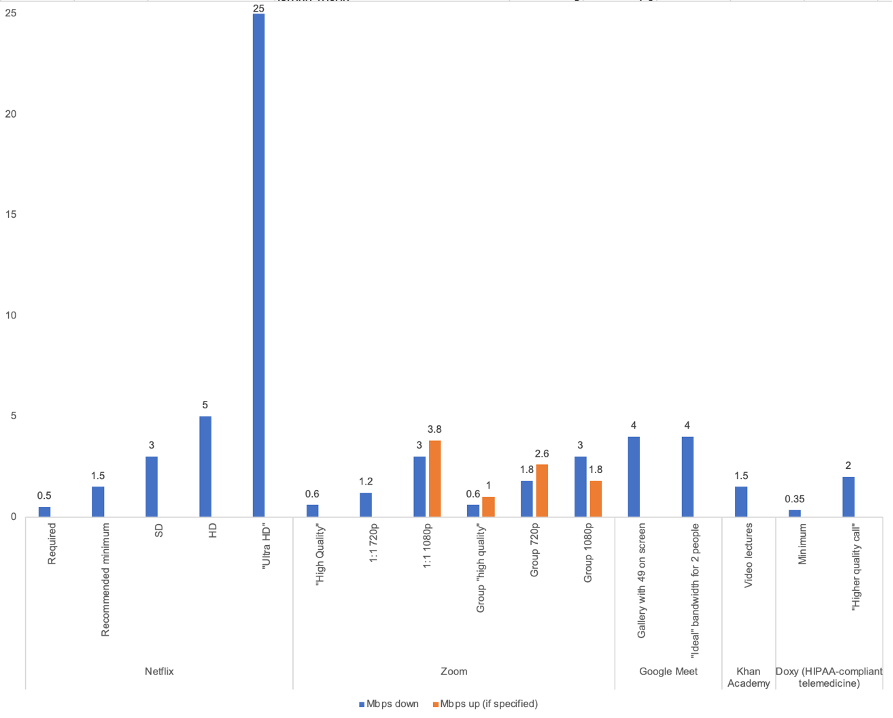 25
20
15
10
5
0
0.5
1.5
3
5
25
0.6
1.2
3
3.8
0.6
1
1.8
2.6
3
1.8
4
4
1.5
0.35
2
Required
Recommended minimum
SD
HD
"Ultra HD"
"High Quality"
1:1 720p
1:1 1080p
Group "high quality"
Group 720p
Group 1080p
Gallery with 49 on screen
"Ideal" bandwidth for 2 people
Video lectures
Minimum
"Higher quality call"
Netflix
Zoom
Google Meet
Khan
Academy
Doxy (HIPAA-compliant
telemedicine)
Mbps down
Mbps up (if specified)